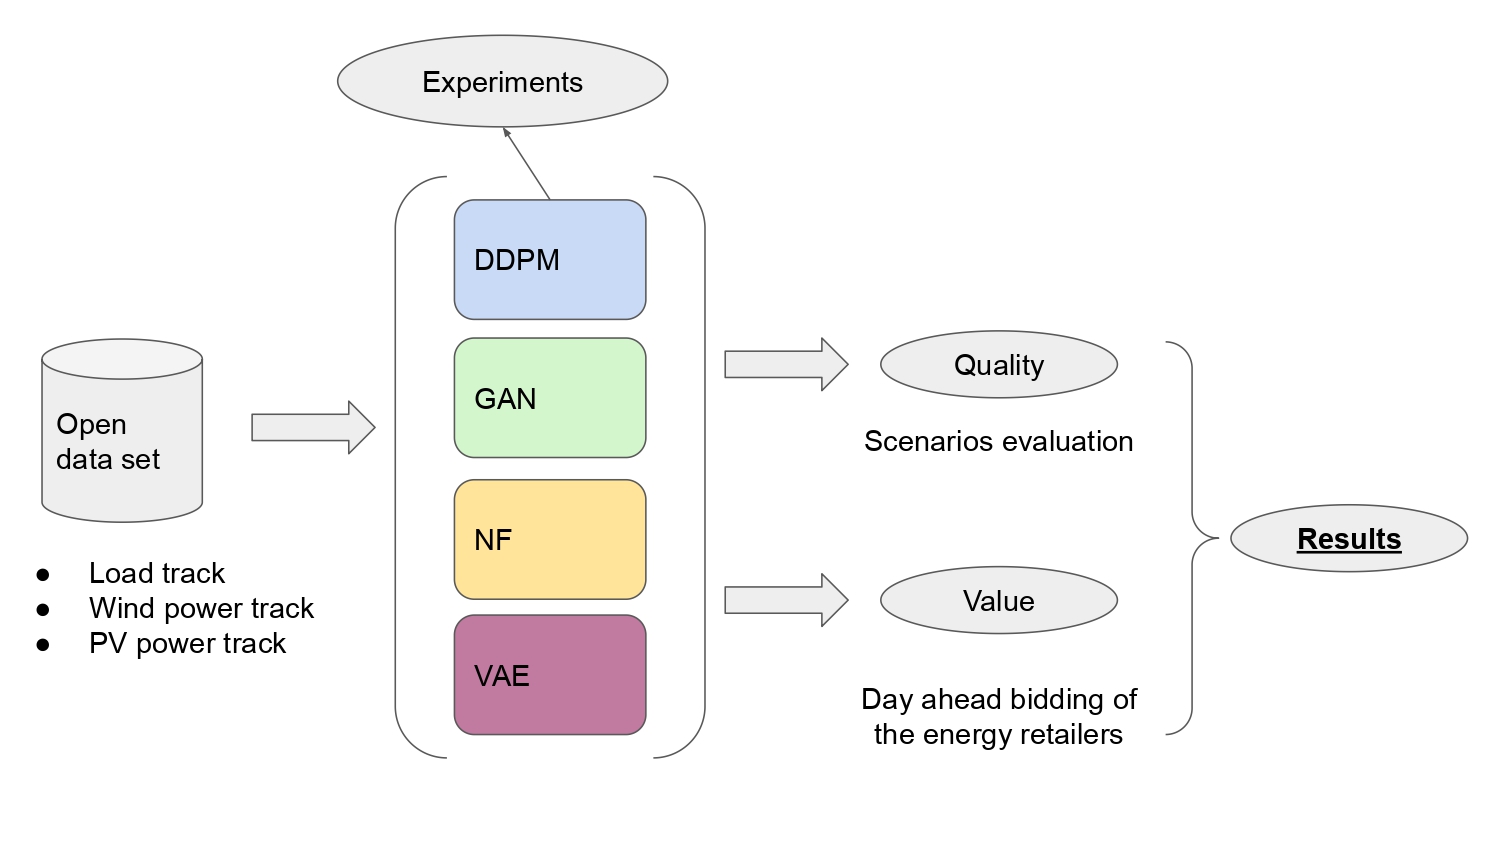 Experiments
DDPM
GAN
NF
VAE
Open
data set
● Load track
● Wind power track
● PV power track
Quality
Scenarios evaluation
Value
Day ahead bidding of
the energy retailers
Results